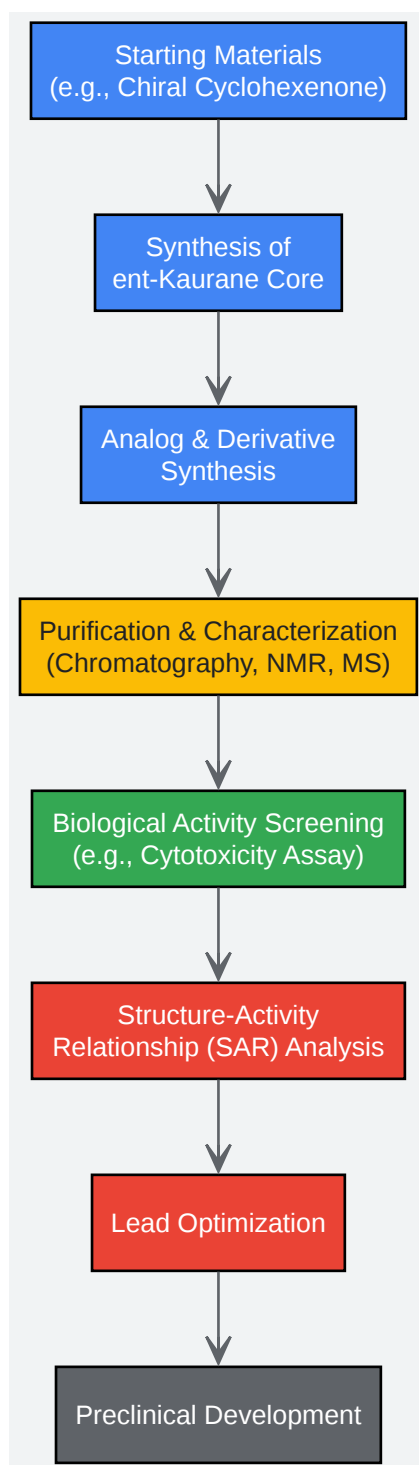 Starting Materials
(e.g., Chiral Cyclohexenone)
Synthesis of
ent-Kaurane Core
Analog & Derivative
Synthesis
Purification & Characterization
(Chromatography, NMR, MS)
Biological Activity Screening
(e.g., Cytotoxicity Assay)
Structure-Activity
Relationship (SAR) Analysis
Lead Optimization
Preclinical Development